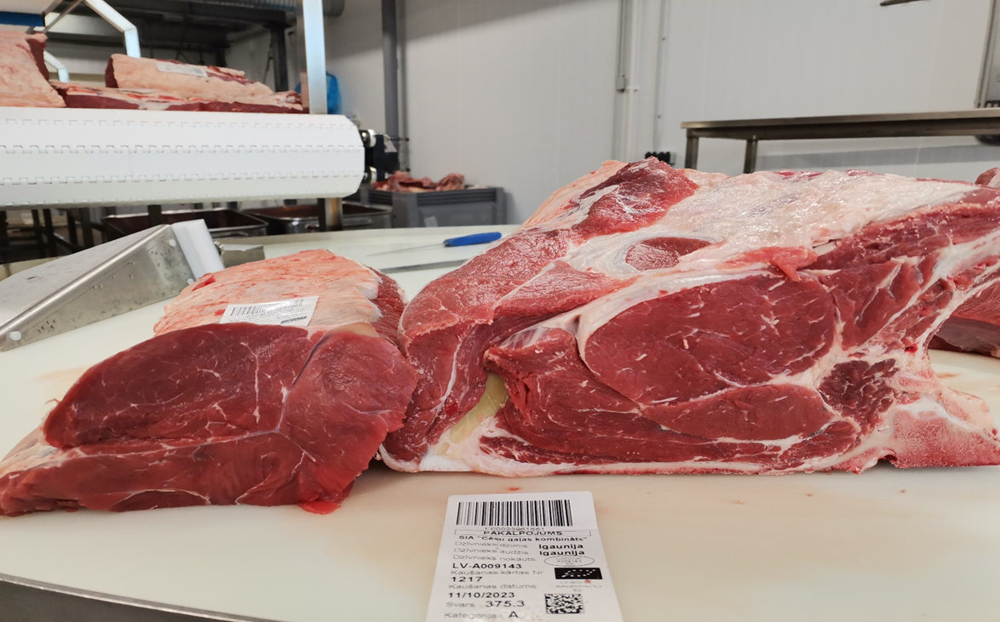 PAKALPOJUMS
SIA "Cēsu gaļas kombināts"
Dzīvnieks dzimis Igaunija
Dzīvnieks audzis Igaunija
Dzīvnieks nokauts
LV-A009143
Kaušanas kārtas Nr
1217
Kaušanas datums
11/10/2023
Svars 375.3
Kategorija A